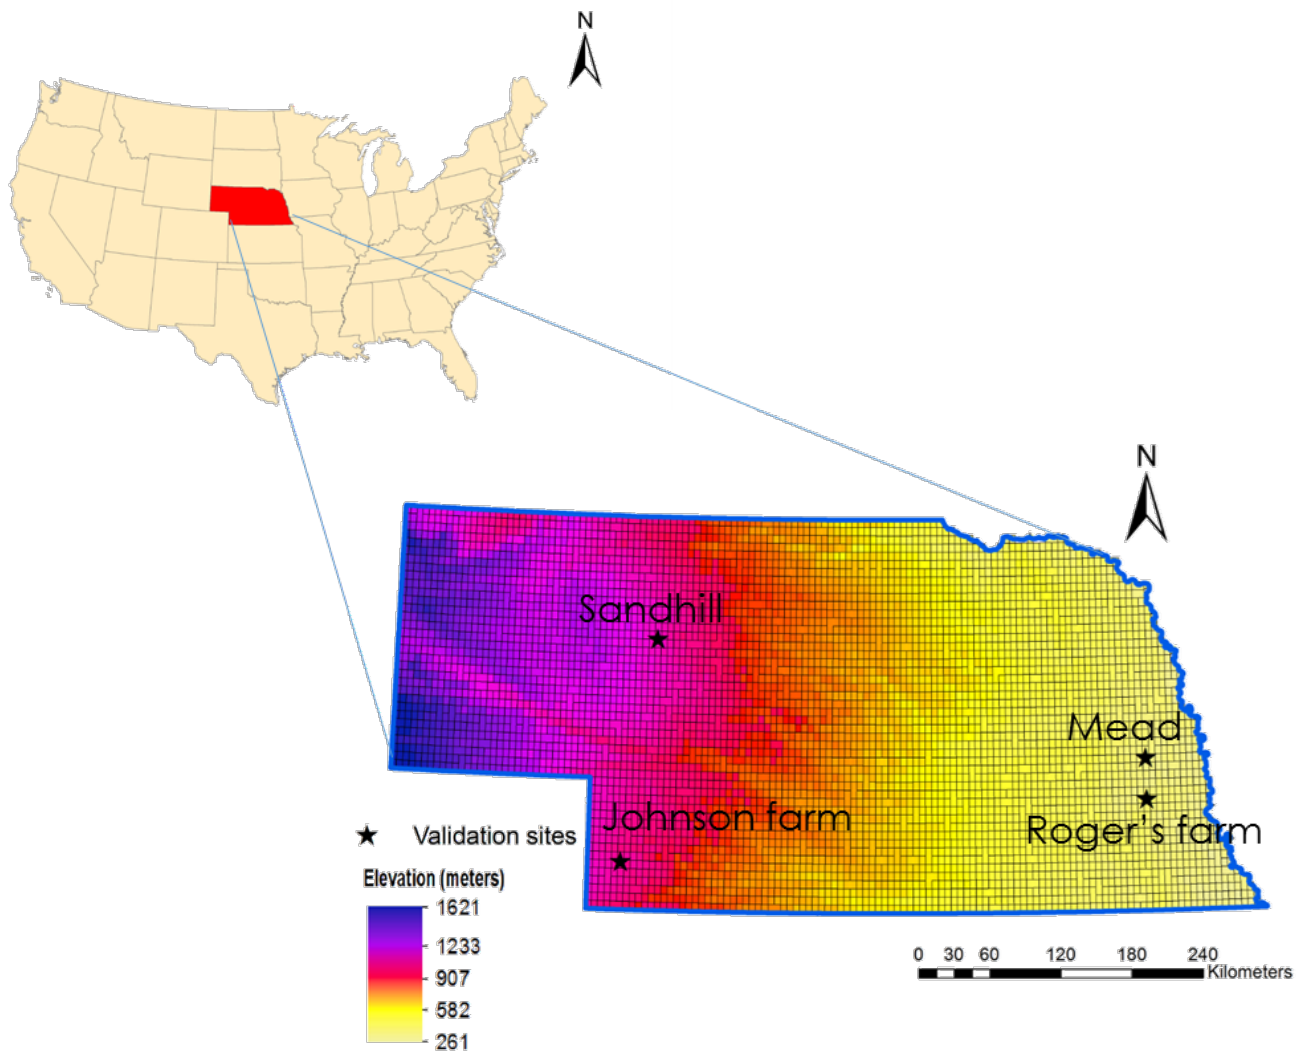 N
N
Sandhill
Mead
Johnson farm
Roger's farm
Validation sites
Elevation (meters)
1621
1233
907
582
261
0 30 60 120 180 240
Kilometers